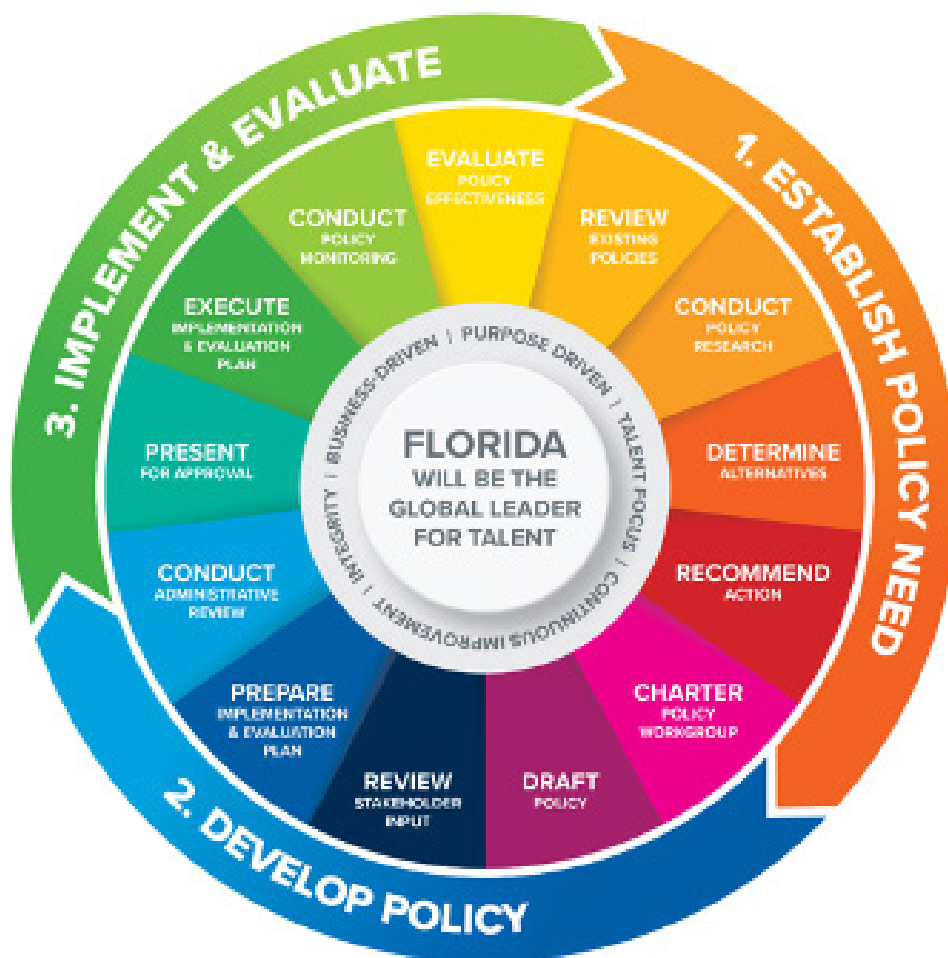 1. ESTABLISH POLICY NEED
REVIEW
EXISTING
POLICIES
CONDUCT
POLICY
RESEARCH
DETERMINE
ALTERNATIVES
RECOMMEND
ACTION
2. DEVELOP POLICY
CHARTER
POLICY
WORKGROUP
DRAFT
POLICY
REVIEW
STAKEHOLDER
INPUT
PREPARE
IMPLEMENTATION
& EVALUATION
PLAN
CONDUCT
ADMINISTRATIVE
REVIEW
3. IMPLEMENT & EVALUATE
PRESENT
FOR APPROVAL
EXECUTE
IMPLEMENTATION
& EVALUATION
PLAN
CONDUCT
POLICY
MONITORING
EVALUATE
POLICY
EFFECTIVENESS
BUSINESS-DRIVEN | PURPOSE DRIVEN | TALENT FOCUS | CONTINUOUS IMPROVEMENT | INTEGRITY |
FLORIDA
WILL BE THE
GLOBAL LEADER
FOR TALENT